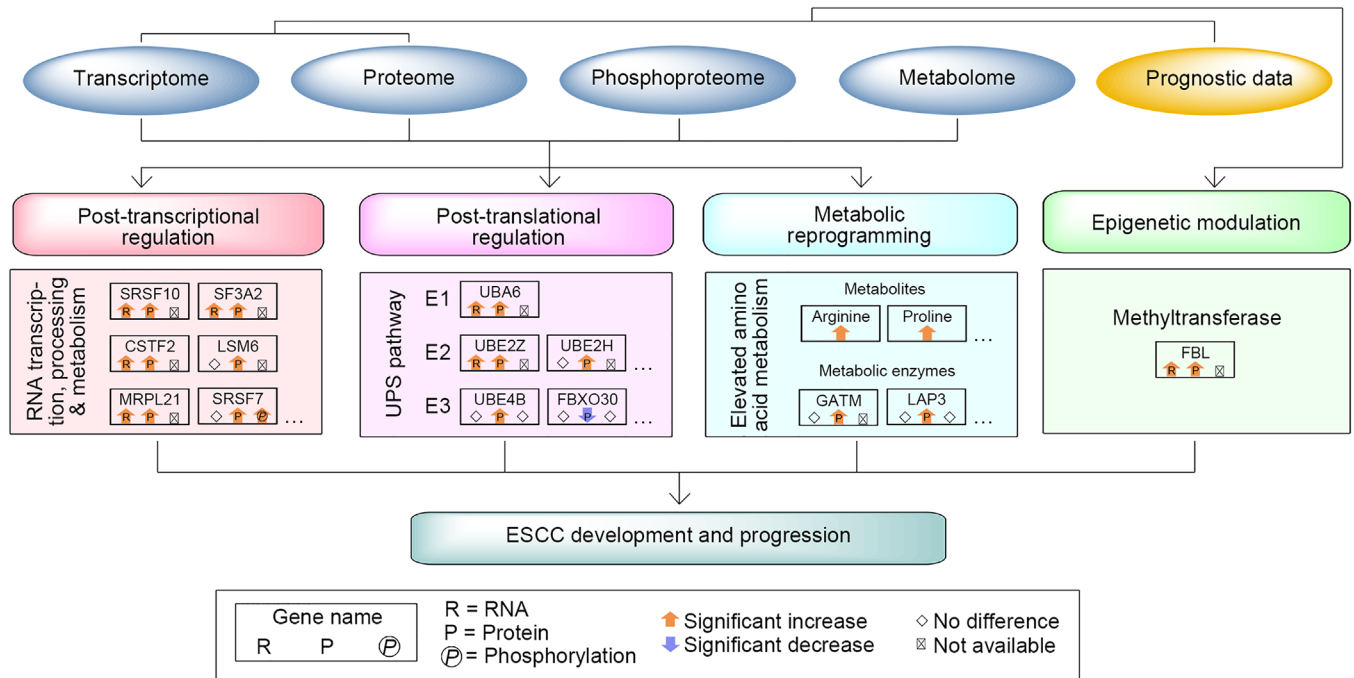 Transcriptome
Proteome
Phosphoproteome
Metabolome
Prognostic data
Post-transcriptional
regulation
Post-translational
regulation
Metabolic
reprogramming
Epigenetic modulation
RNA transcrip-
tion, processing
& metabolism
SRSF10
R P
SF3A2
R P
CSTF2
R P
LSM6
P
MRPL21
R P
SRSF7
P P
...
UPS pathway
E1
UBA6
R P
E2
UBE2Z
R P
UBE2H
P
...
E3
UBE4B
P
FBXO30
P
...
Elevated amino
acid metabolism
Metabolites
Arginine
Proline
...
Metabolic enzymes
GATM
P
LAP3
P
...
Methyltransferase
FBL
R P
ESCC development and progression
Gene name
R P P
R = RNA
P = Protein
P = Phosphorylation
Significant increase
Significant decrease
No difference
Not available